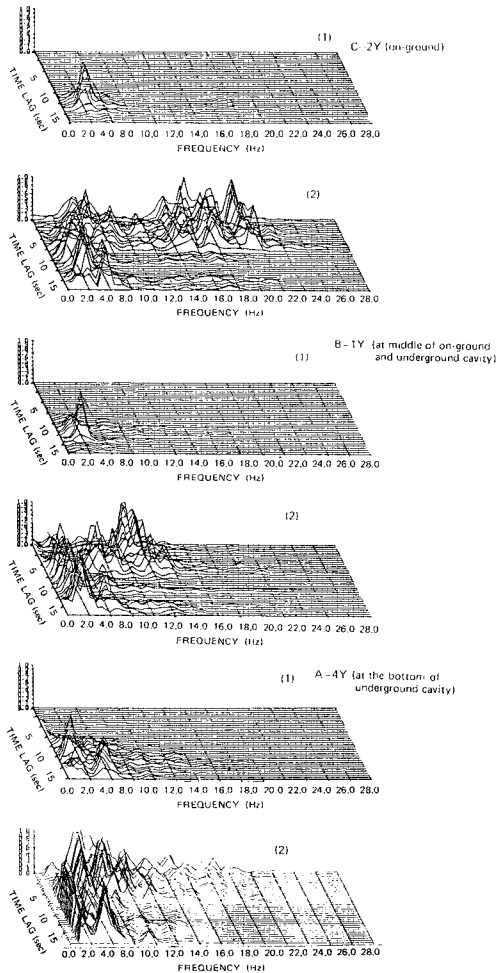 (1)
C-2Y (on-ground)
TIME LAG (sec)
5
10
15
0.0 2.0 4.0 6.0 8.0 10.0 12.0 14.0 16.0 18.0 20.0 22.0 24.0 26.0 28.0
FREQUENCY (Hz)
(2)
TIME LAG (sec)
5
10
15
0.0 2.0 4.0 6.0 8.0 10.0 12.0 14.0 16.0 18.0 20.0 22.0 24.0 26.0 28.0
FREQUENCY (Hz)
(1)
B-1Y (at middle of on-ground
and underground cavity)
TIME LAG (sec)
5
10
15
0.0 2.0 4.0 6.0 8.0 10.0 12.0 14.0 16.0 18.0 20.0 22.0 24.0 26.0 28.0
FREQUENCY (Hz)
(2)
TIME LAG (sec)
5
10
15
0.0 2.0 4.0 6.0 8.0 10.0 12.0 14.0 16.0 18.0 20.0 22.0 24.0 26.0 28.0
FREQUENCY (Hz)
(1)
A-4Y (at the bottom of
underground cavity)
TIME LAG (sec)
5
10
15
0.0 2.0 4.0 6.0 8.0 10.0 12.0 14.0 16.0 18.0 20.0 22.0 24.0 26.0 28.0
FREQUENCY (Hz)
(2)
TIME LAG (sec)
5
10
15
0.0 2.0 4.0 6.0 8.0 10.0 12.0 14.0 16.0 18.0 20.0 22.0 24.0 26.0 28.0
FREQUENCY (Hz)